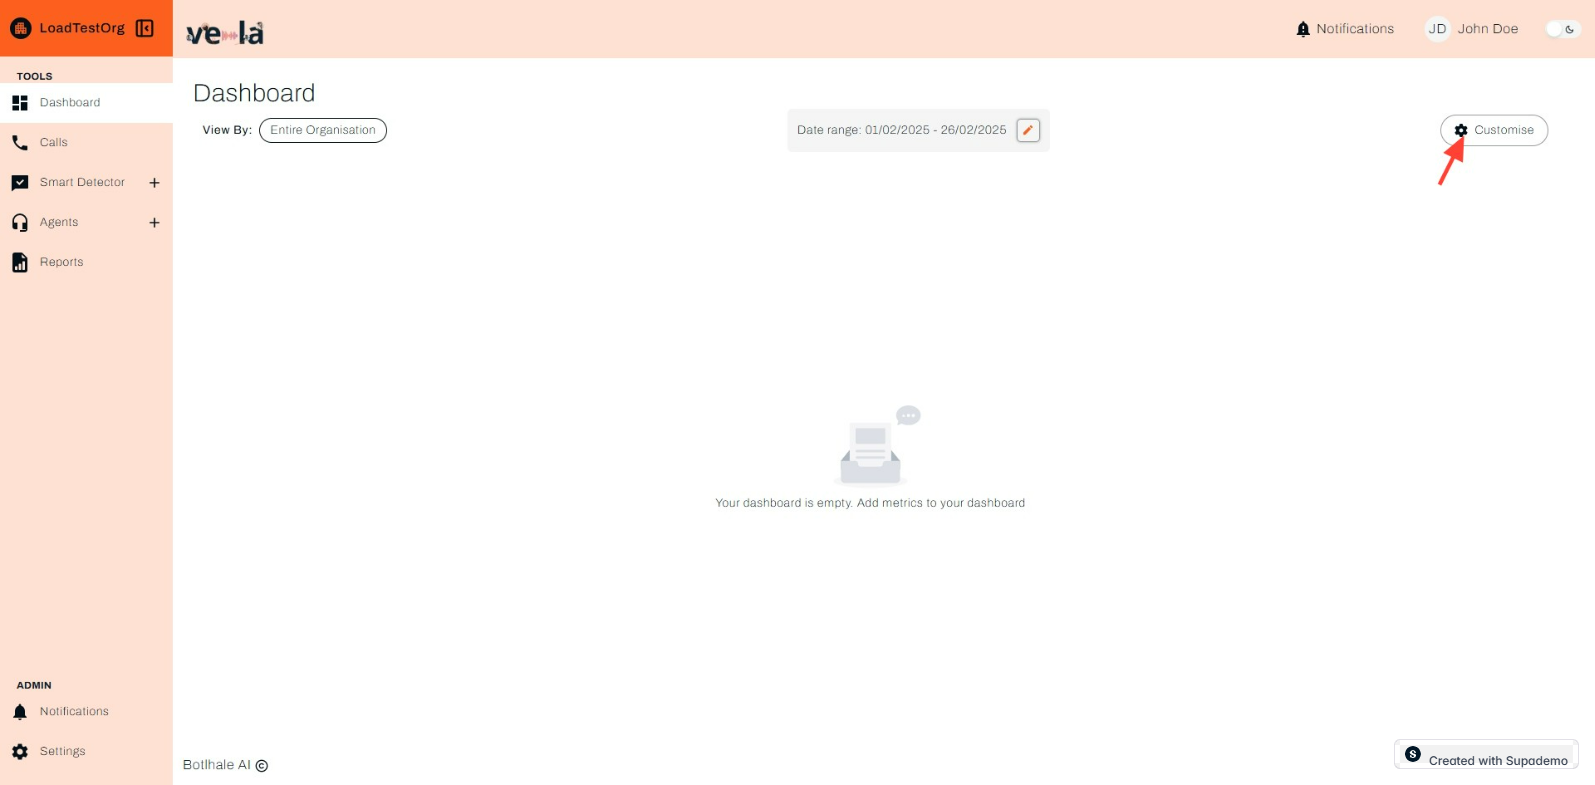 LoadTestOrg
vela
Notifications
JD
John Doe
TOOLS
Dashboard
Calls
Smart Detector
Agents
Reports
ADMIN
Notifications
Settings
Dashboard
View By:
Entire Organisation
Date range: 01/02/2025 - 26/02/2025
Customise
Your dashboard is empty. Add metrics to your dashboard
Botlhale AI ©
S
Created with Supademo